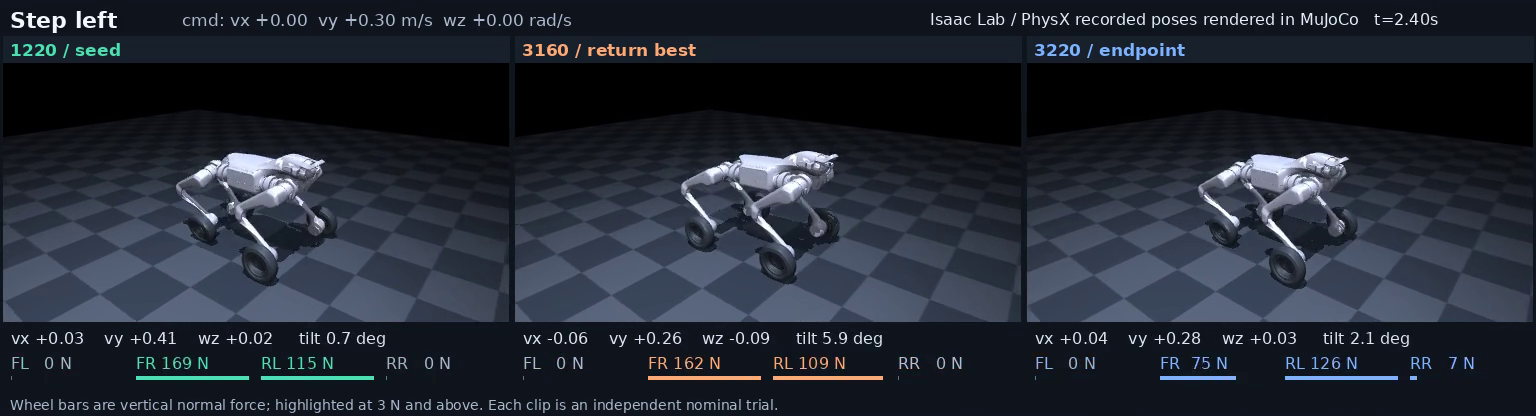 Step left cmd: vx +0.00 vy +0.30 m/s wz +0.00 rad/s Isaac Lab / PhysX recorded poses rendered in MuJoCo t=2.40s
1220 / seed 3160 / return best 3220 / endpoint
vx +0.03 vy +0.41 wz +0.02 tilt 0.7 deg vx -0.06 vy +0.26 wz -0.09 tilt 5.9 deg vx +0.04 vy +0.28 wz +0.03 tilt 2.1 deg
FL 0 N FR 169 N RL 115 N RR 0 N FL 0 N FR 162 N RL 109 N RR 0 N FL 0 N FR 75 N RL 126 N RR 7 N
Wheel bars are vertical normal force; highlighted at 3 N and above. Each clip is an independent nominal trial.